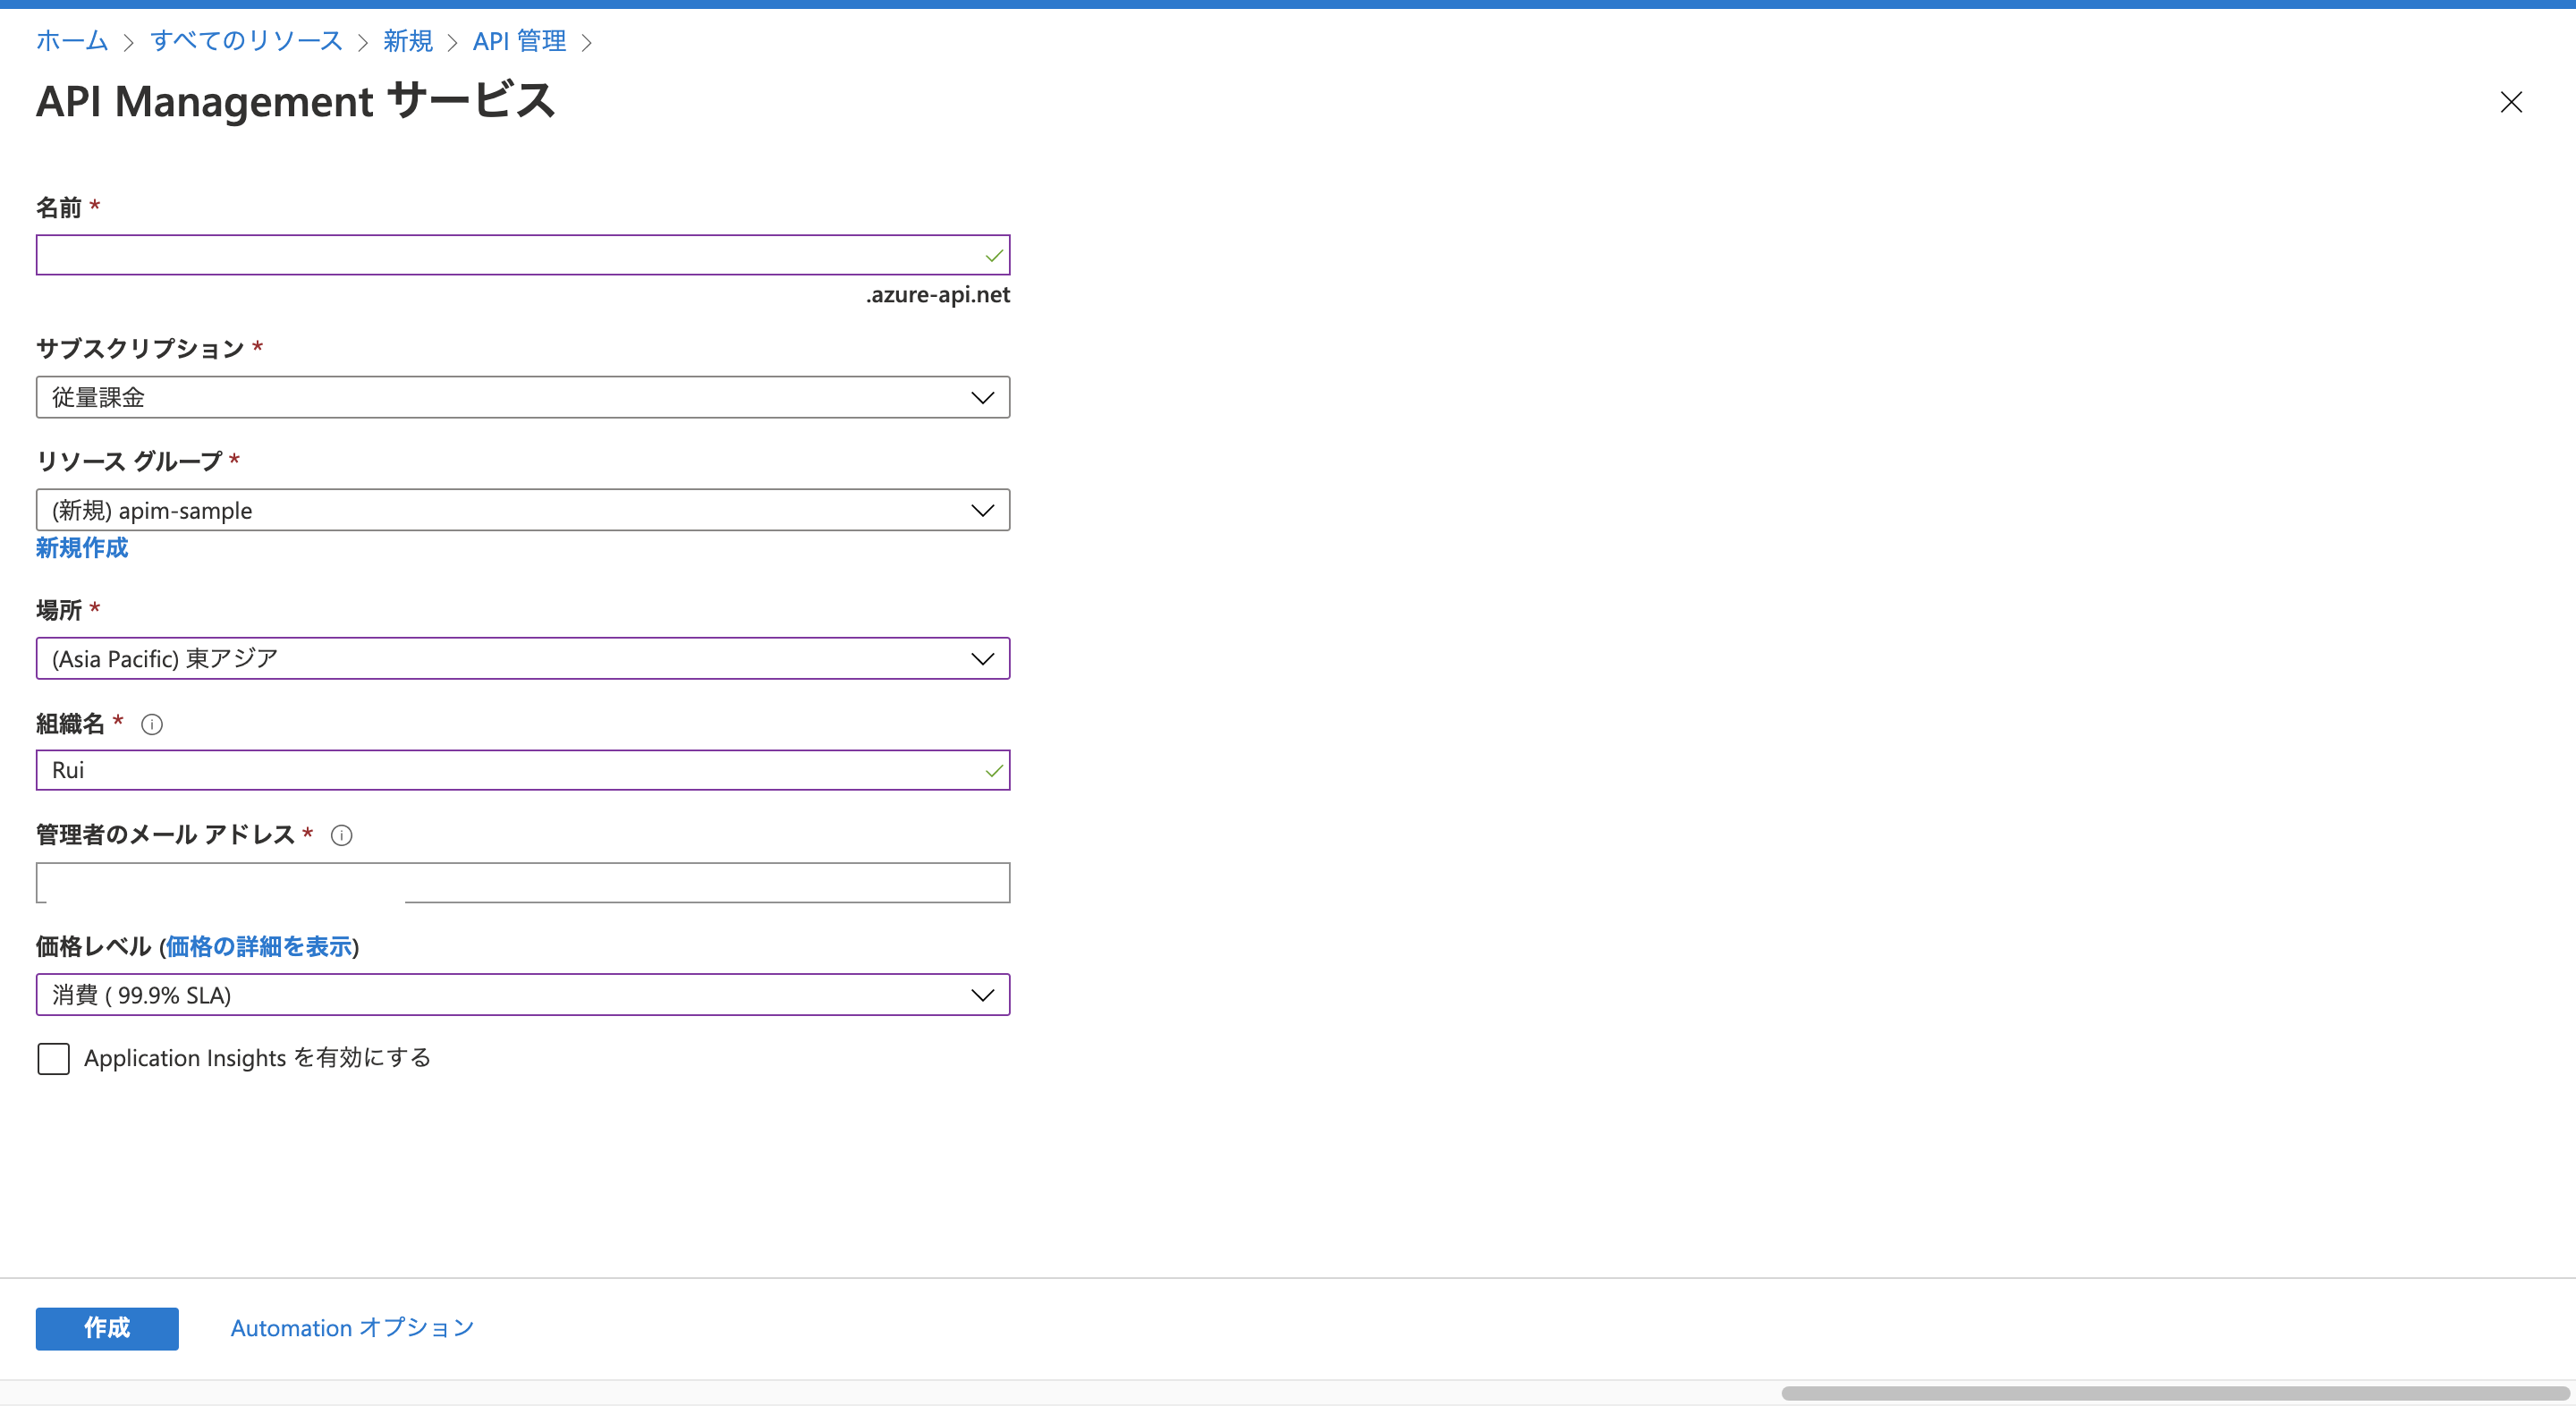 ホーム > すべてのリソース > 新規 > API 管理 >
API Management サービス
名前 *
.azure-api.net
サブスクリプション *
従量課金
リソース グループ *
(新規) apim-sample
新規作成
場所 *
(Asia Pacific) 東アジア
組織名 *
Rui
管理者のメール アドレス *
価格レベル (価格の詳細を表示)
消費 ( 99.9% SLA)
Application Insights を有効にする
作成
Automation オプション